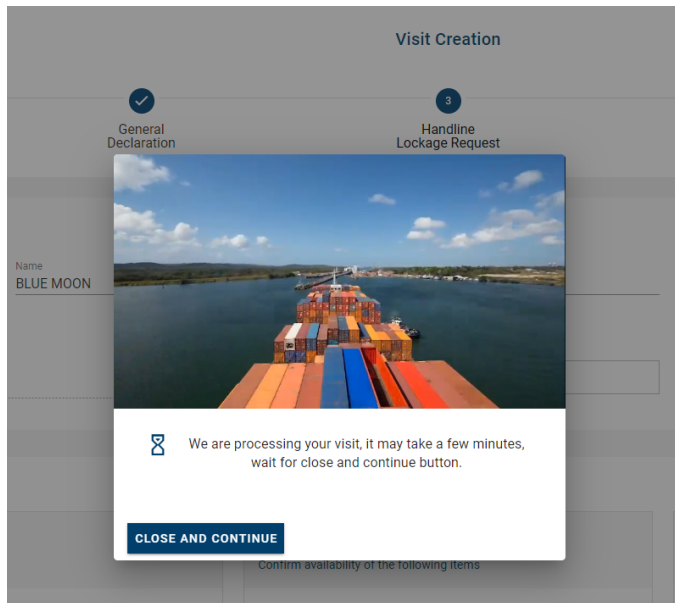 Visit Creation
3
General
Declaration
Handline
Lockage Request
Name
BLUE MOON
We are processing your visit, it may take a few minutes,
wait for close and continue button.
CLOSE AND CONTINUE
Confirm availability of the following items